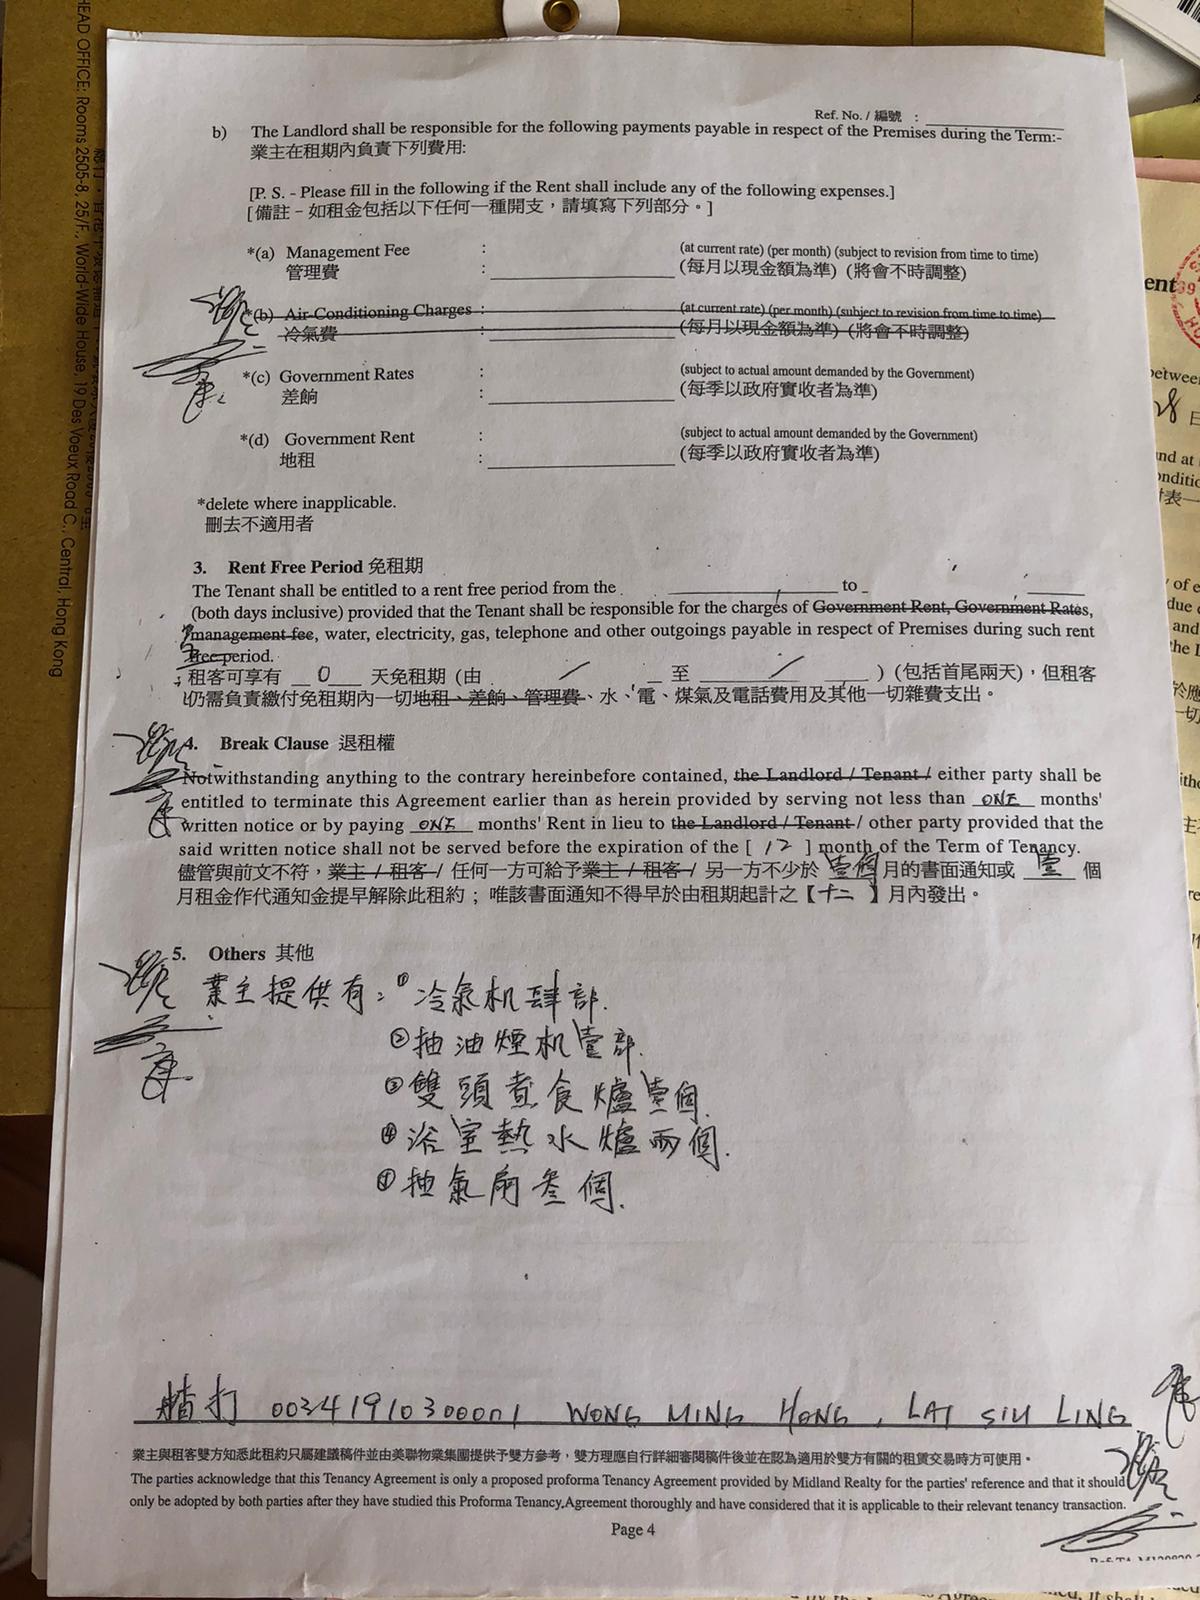 Ref. No. / 編號 :
b) The Landlord shall be responsible for the following payments payable in respect of the Premises during the Term:-
業主在租期內負責下列費用:
[P. S. - Please fill in the following if the Rent shall include any of the following expenses.]
[備註 – 如租金包括以下任何一種開支，請填寫下列部分。]
*(a) Management Fee : (at current rate) (per month) (subject to revision from time to time)
管理費 : (每月以現金額為準) (將會不時調整)
*(b) Air-Conditioning Charges : (at current rate) (per month) (subject to revision from time to time)
冷氣費 : (每月以現金額為準) (將會不時調整)
*(c) Government Rates : (subject to actual amount demanded by the Government)
差餉 : (每季以政府實收者為準)
*(d) Government Rent : (subject to actual amount demanded by the Government)
地租 : (每季以政府實收者為準)
*delete where inapplicable.
刪去不適用者
3. Rent Free Period 免租期
The Tenant shall be entitled to a rent free period from the to
(both days inclusive) provided that the Tenant shall be responsible for the charges of Government Rent, Government Rates,
management fee, water, electricity, gas, telephone and other outgoings payable in respect of Premises during such rent
free period.
租客可享有 0 天免租期 (由 / 至 / ) (包括首尾兩天)，但租客
仍需負責繳付免租期內一切地租、差餉、管理費、水、電、煤氣及電話費用及其他一切雜費支出。
4. Break Clause 退租權
Notwithstanding anything to the contrary hereinbefore contained, the Landlord / Tenant / either party shall be
entitled to terminate this Agreement earlier than as herein provided by serving not less than ONE months'
written notice or by paying ONE months' Rent in lieu to the Landlord / Tenant / other party provided that the
said written notice shall not be served before the expiration of the [ 12 ] month of the Term of Tenancy.
儘管與前文不符，業主 / 租客 / 任何一方可給予業主 / 租客 / 另一方不少於 壹個 月的書面通知或 壹 個
月租金作代通知金提早解除此租約；唯該書面通知不得早於由租期起計之【十二】月內發出。
5. Others 其他
業主提供有: ① 冷氣机肆部.
② 抽油煙机壹部.
③ 雙頭煮食爐壹個.
④ 浴室熱水爐兩個.
⑤ 抽氣扇叁個.
渣打 00341910300001 WONG MING HONG, LAI SIU LING
業主與租客雙方知悉此租約只屬建議稿件並由美聯物業集團提供予雙方參考，雙方理應自行詳細審閱稿件後並在認為適用於雙方有關的租賃交易時方可使用。
The parties acknowledge that this Tenancy Agreement is only a proposed proforma Tenancy Agreement provided by Midland Realty for the parties' reference and that it should
only be adopted by both parties after they have studied this Proforma Tenancy Agreement thoroughly and have considered that it is applicable to their relevant tenancy transaction.
Page 4
HEAD OFFICE: Rooms 2505-8, 25/F., World-Wide House, 19 Des Voeux Road C., Central, Hong Kong